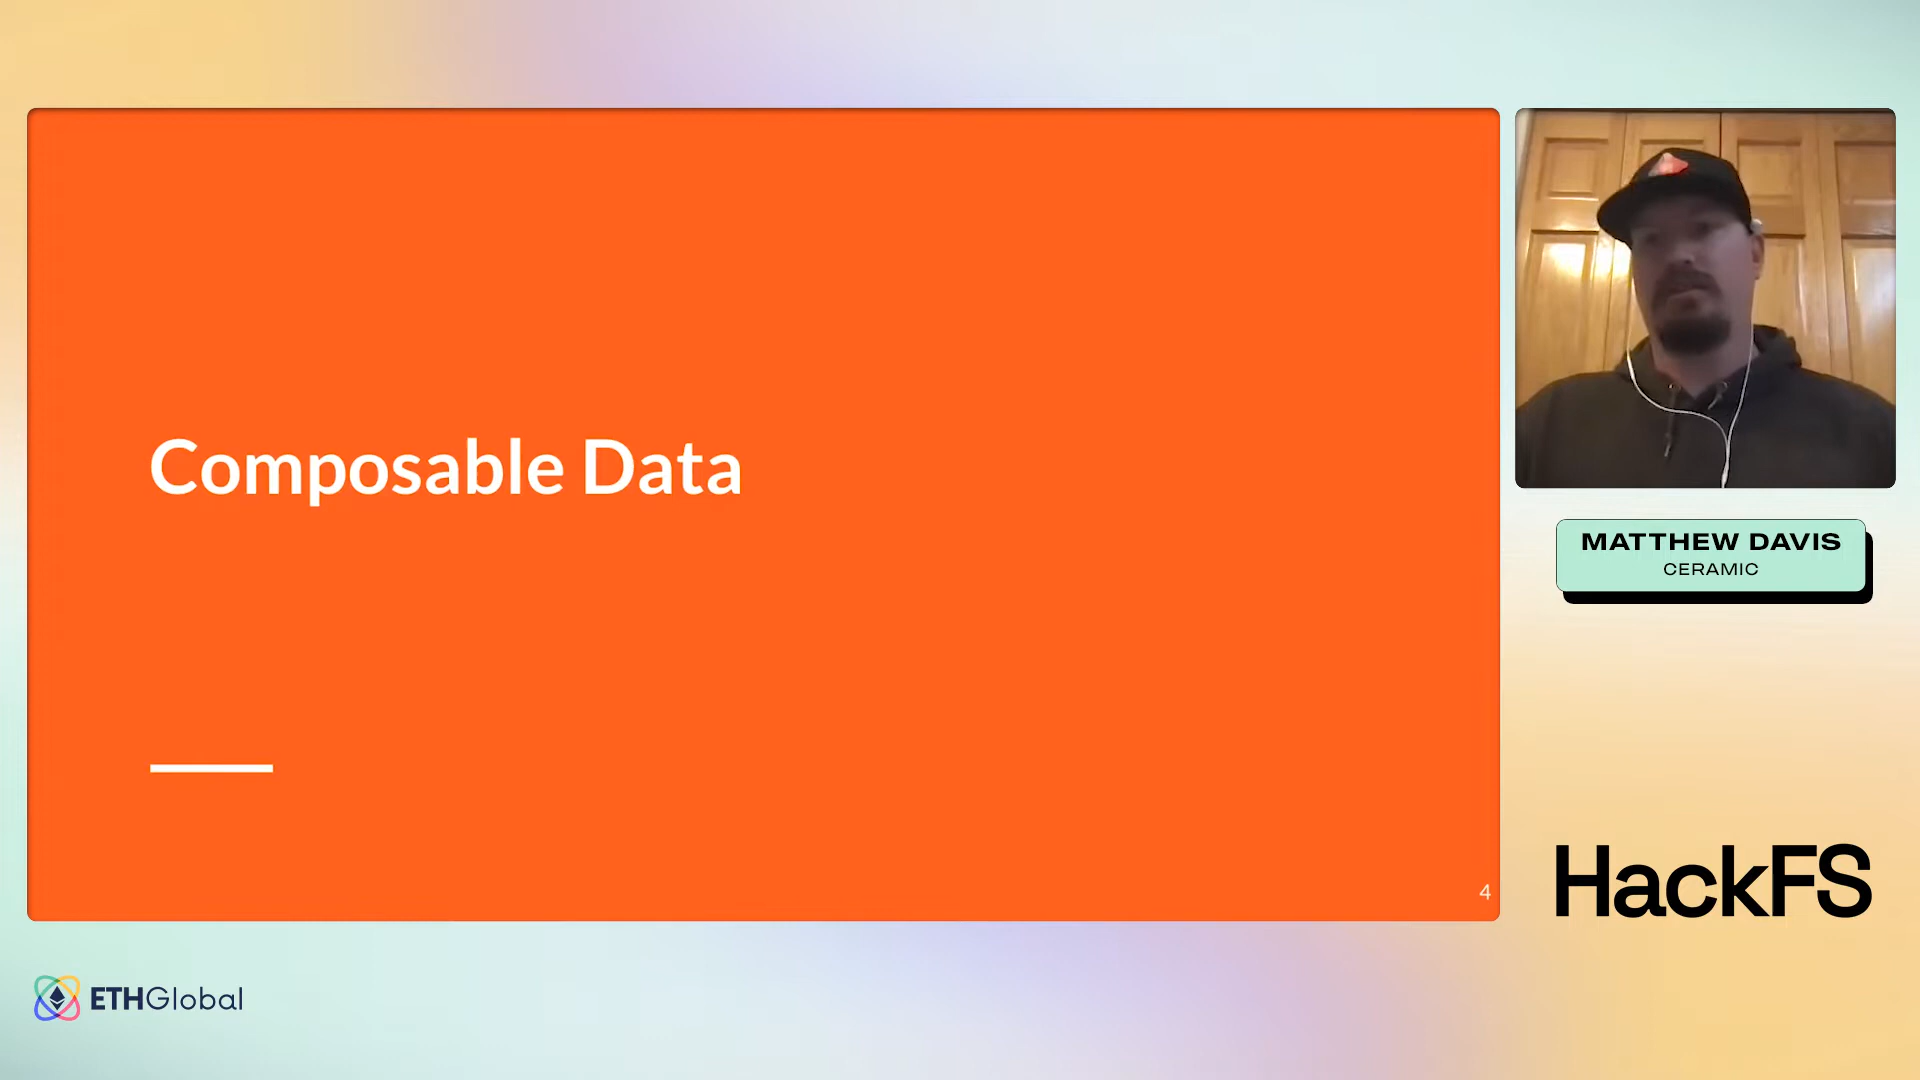 Composable Data
4
MATTHEW DAVIS
CERAMIC
HackFS
ETHGlobal